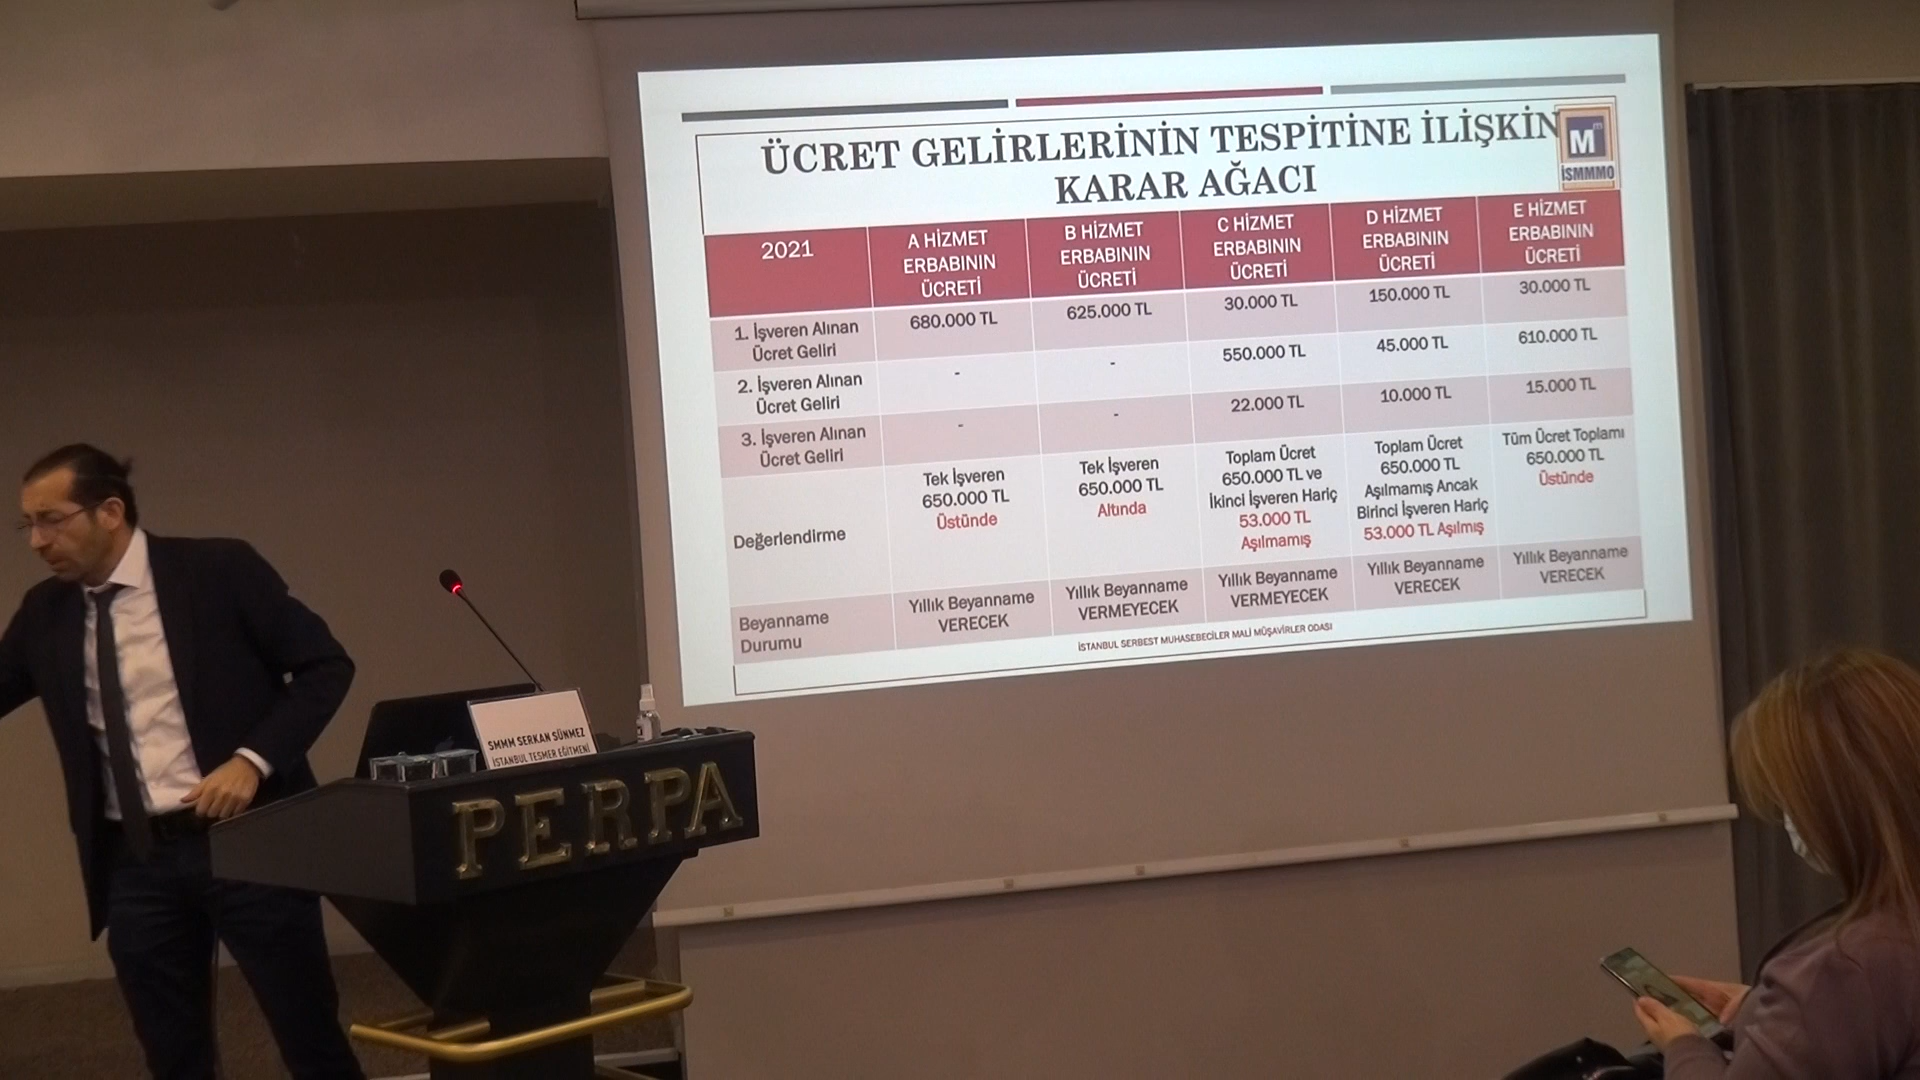 ÜCRET GELİRLERİNİN TESPİTİNE İLİŞKİN
KARAR AĞACI
M
m
İSMMMO
2021
A HİZMET
ERBABININ
ÜCRETİ
B HİZMET
ERBABININ
ÜCRETİ
C HİZMET
ERBABININ
ÜCRETİ
D HİZMET
ERBABININ
ÜCRETİ
E HİZMET
ERBABININ
ÜCRETİ
1. İşveren Alınan
Ücret Geliri
680.000 TL
625.000 TL
30.000 TL
150.000 TL
30.000 TL
2. İşveren Alınan
Ücret Geliri
-
-
550.000 TL
45.000 TL
610.000 TL
3. İşveren Alınan
Ücret Geliri
-
-
22.000 TL
10.000 TL
15.000 TL
Değerlendirme
Tek İşveren
650.000 TL
Üstünde
Tek İşveren
650.000 TL
Altında
Toplam Ücret
650.000 TL ve
İkinci İşveren Hariç
53.000 TL
Aşılmamış
Toplam Ücret
650.000 TL
Aşılmamış Ancak
Birinci İşveren Hariç
53.000 TL Aşılmış
Tüm Ücret Toplamı
650.000 TL
Üstünde
Beyanname
Durumu
Yıllık Beyanname
VERECEK
Yıllık Beyanname
VERMEYECEK
Yıllık Beyanname
VERMEYECEK
Yıllık Beyanname
VERECEK
Yıllık Beyanname
VERECEK
İSTANBUL SERBEST MUHASEBECİLER MALİ MÜŞAVİRLER ODASI
SMMM SERKAN SÜNMEZ
İSTANBUL TESMER EĞİTMENİ
PERPA